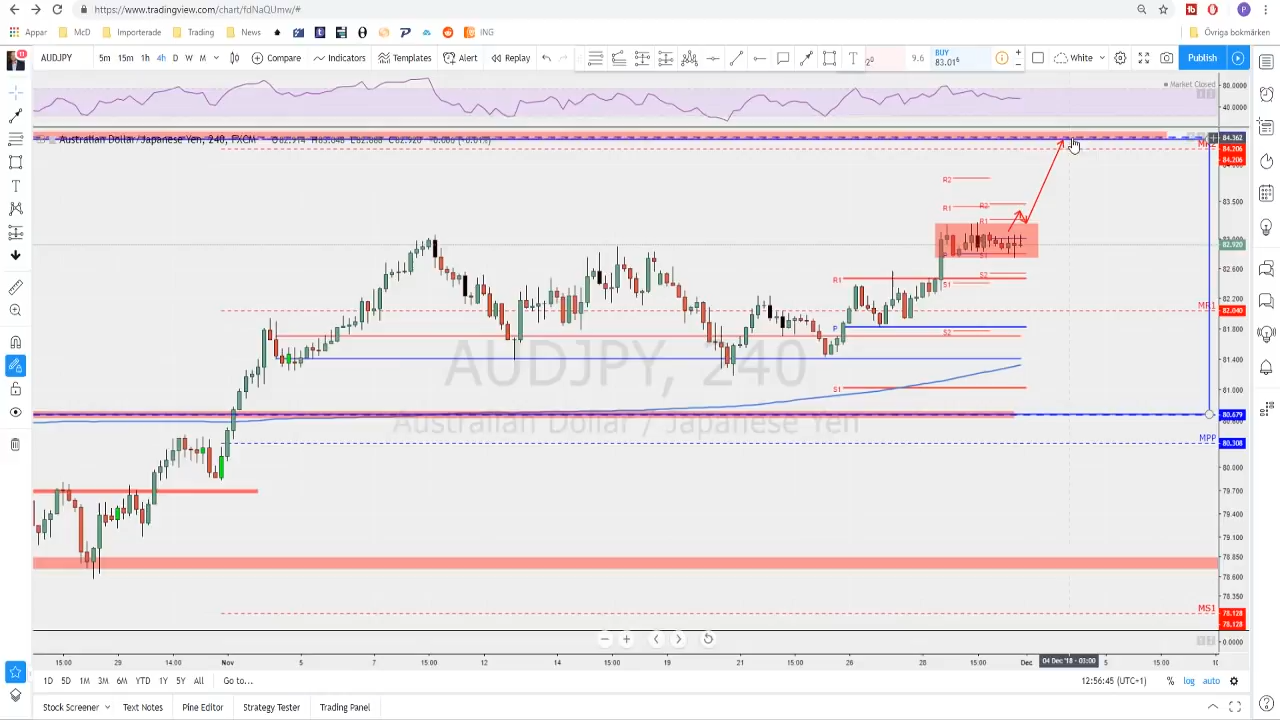 https://www.tradingview.com/chart/fdNaQUmw/#
Appar McD Importerade Trading News ING Övriga bokmärken
AUDJPY 5m 15m 1h 4h D W M Compare Indicators Templates Alert Replay 9.6 BUY 83.016 White Publish
Market Closed
80.0000
40.0000
Australian Dollar/Japanese Yen, 240, FXCM
84.362
84.206
84.206
R2
83.500
R1
R2
R1
82.920
P
S1
R1
S2
S1
82.600
82.200
MR1
82.040
P
S2
81.800
AUDJPY, 240
81.400
S1
81.000
80.679
Australian Dollar / Japanese Yen
MPP
80.308
80.000
79.700
79.400
79.100
78.850
78.600
78.350
MS1
78.128
78.128
0.0000
15:00 29 14:00 Nov 5 7 15:00 12 14 15:00 19 21 15:00 26 28 15:00 Dec 04 Dec '18 - 03:00 5 15:00
1D 5D 1M 3M 6M YTD 1Y 5Y All Go to... 12:56:45 (UTC+1) % log auto
Stock Screener Text Notes Pine Editor Strategy Tester Trading Panel